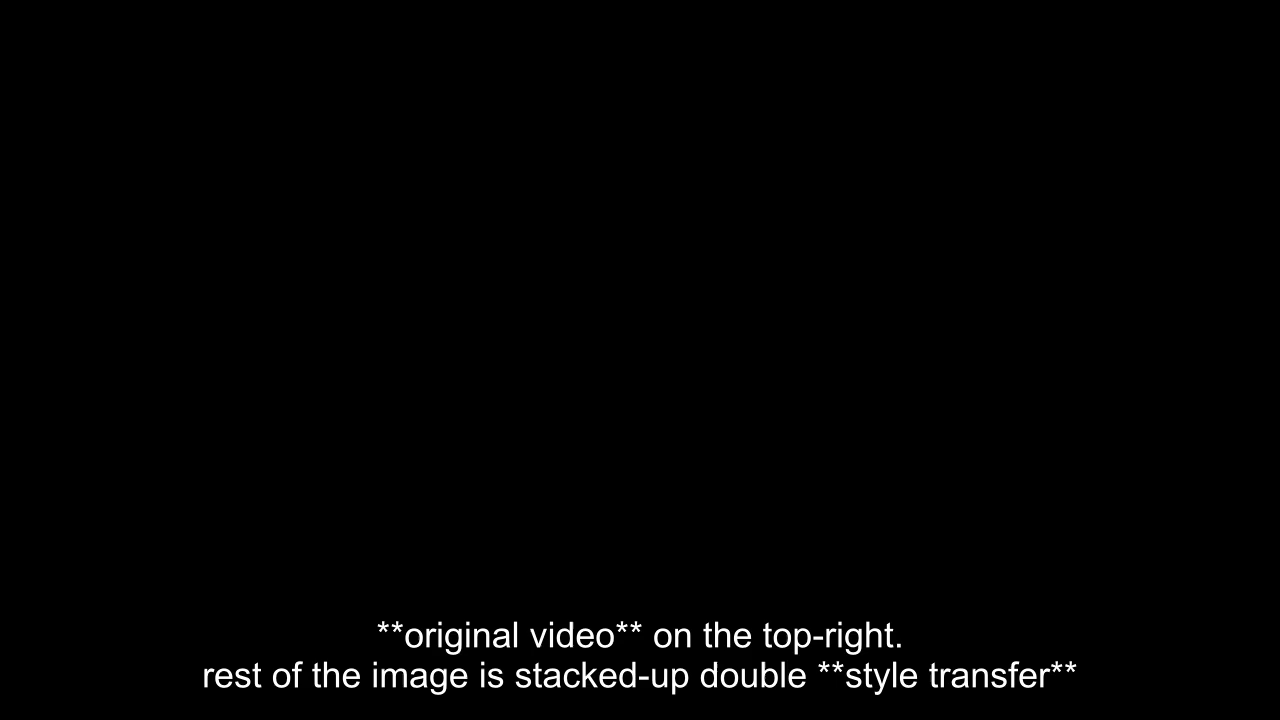 **original video** on the top-right.
rest of the image is stacked-up double **style transfer**